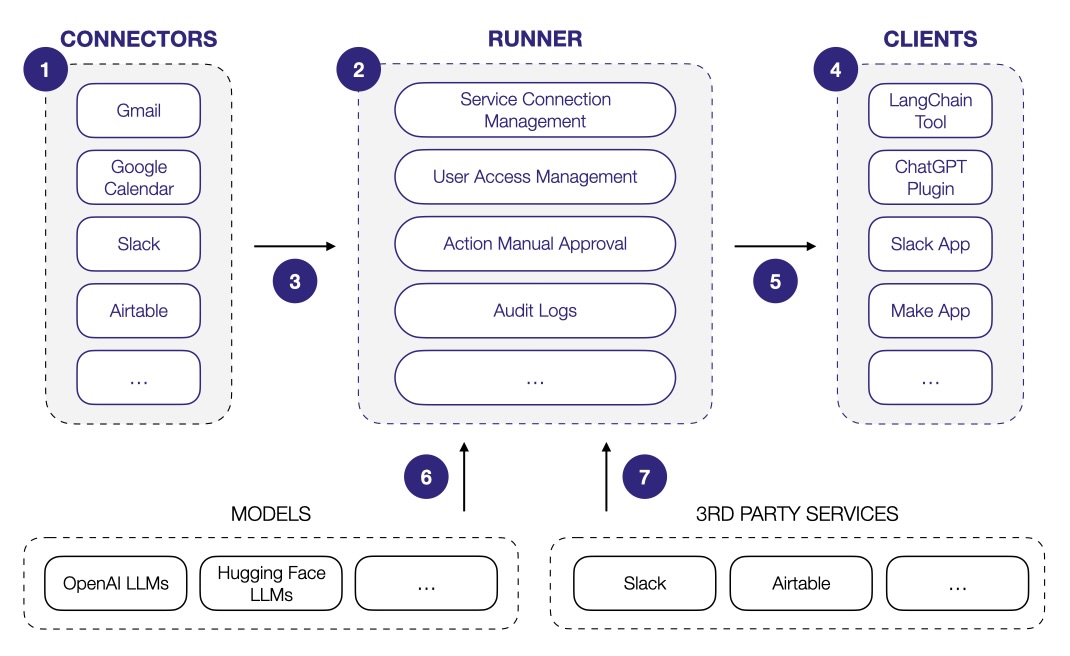 CONNECTORS
1
Gmail
Google
Calendar
Slack
Airtable
...
RUNNER
2
Service Connection
Management
User Access Management
Action Manual Approval
Audit Logs
...
CLIENTS
4
LangChain
Tool
ChatGPT
Plugin
Slack App
Make App
...
3
5
6
7
MODELS
OpenAI LLMs
Hugging Face
LLMs
...
3RD PARTY SERVICES
Slack
Airtable
...